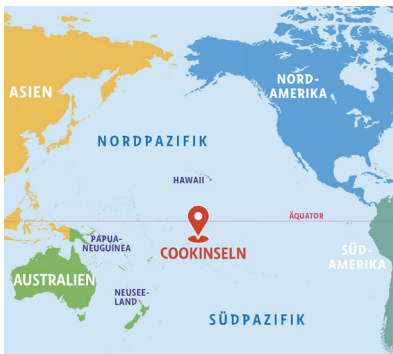 ASIEN
NORD-
AMERIKA
NORDPAZIFIK
HAWAII
ÄQUATOR
PAPUA-
NEUGUINEA
COOKINSELN
SÜD-
AMERIKA
AUSTRALIEN
NEUSEE-
LAND
SÜDPAZIFIK